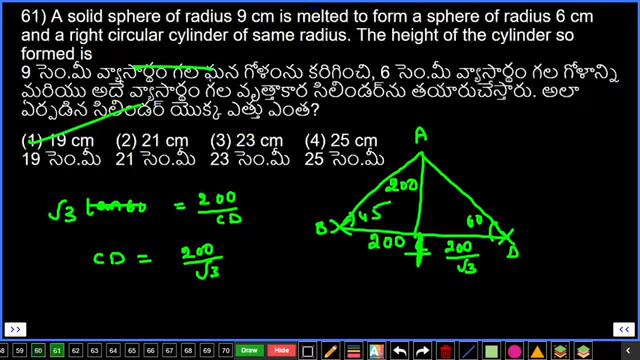 61) A solid sphere of radius 9 cm is melted to form a sphere of radius 6 cm
and a right circular cylinder of same radius. The height of the cylinder so
formed is
9 సెం.మీ వ్యాసార్థం గల ఘన గోళంను కరిగించి, 6 సెం.మీ వ్యాసార్థం గల గోళాన్ని
మరియు అదే వ్యాసార్థం గల వృత్తాకార సిలిండర్‌ను తయారుచేస్తారు. అలా
ఏర్పడిన సిలిండర్ యొక్క ఎత్తు ఎంత?
(1) 19 cm (2) 21 cm (3) 23 cm (4) 25 cm
19 సెం.మీ 21 సెం.మీ 23 సెం.మీ 25 సెం.మీ
A
200
45
60
B
200
200/√3
D
√3 tan 60 = 200/CD
CD = 200/√3
>> 58 59 60 61 62 63 64 65 66 67 68 69 70 Draw Hide >>